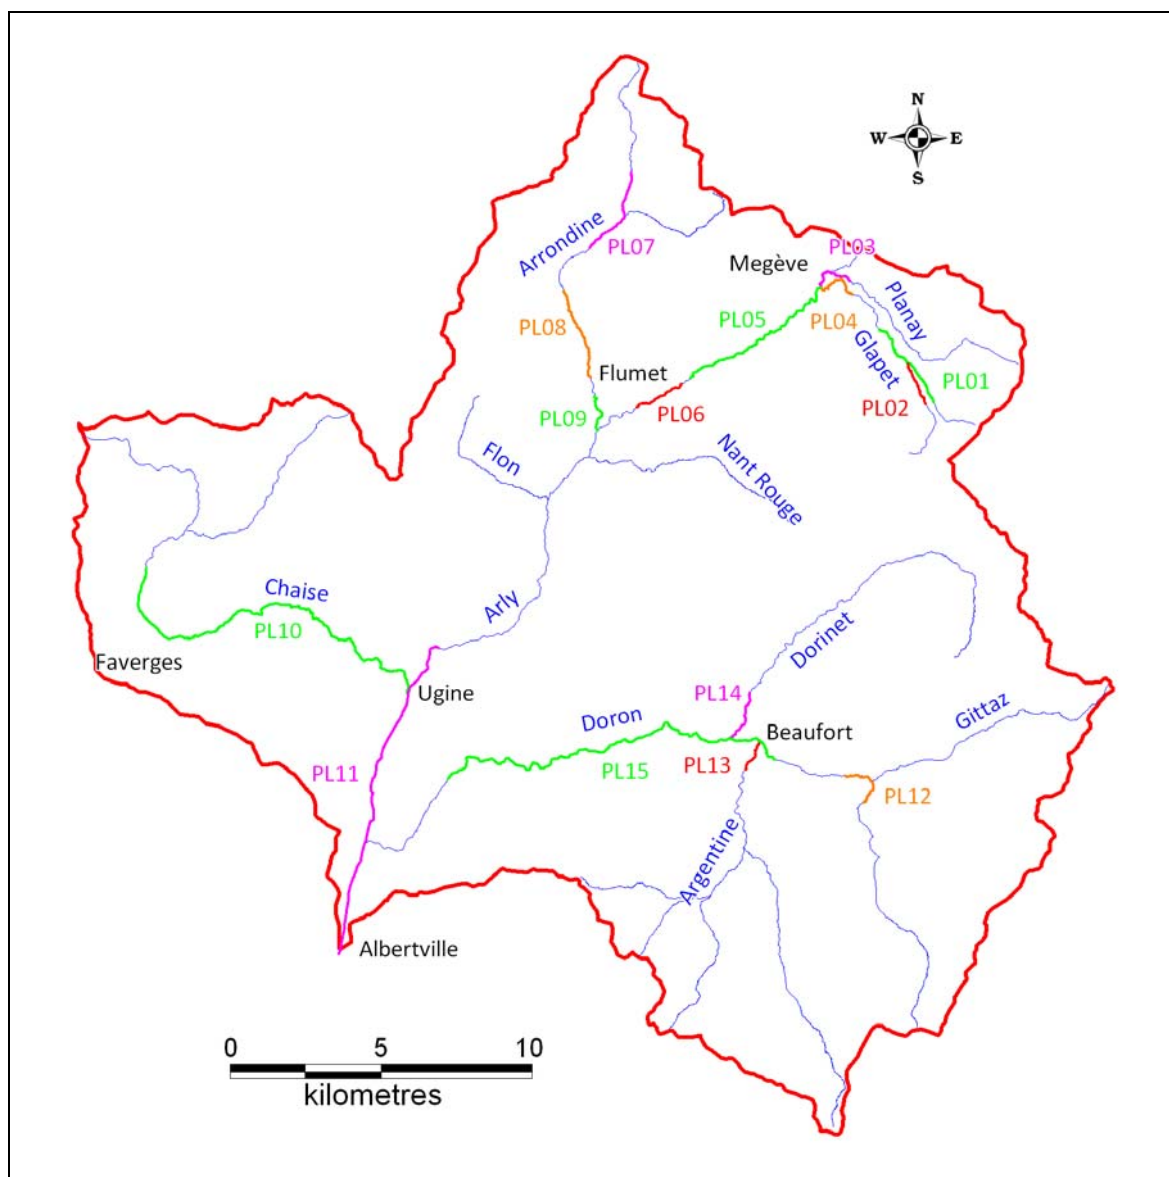 N
W E
S
Arrondine
PL07
PL03
Megève
Planay
PL08
PL05
PL04
Glapet
Flumet
PL01
PL02
PL06
PL09
Flon
Nant Rouge
Chaise
Arly
PL10
Dorinet
Faverges
Ugine
PL14
Gittaz
Doron
Beaufort
PL11
PL15
PL13
PL12
Argentine
Albertville
0 5 10
kilometres